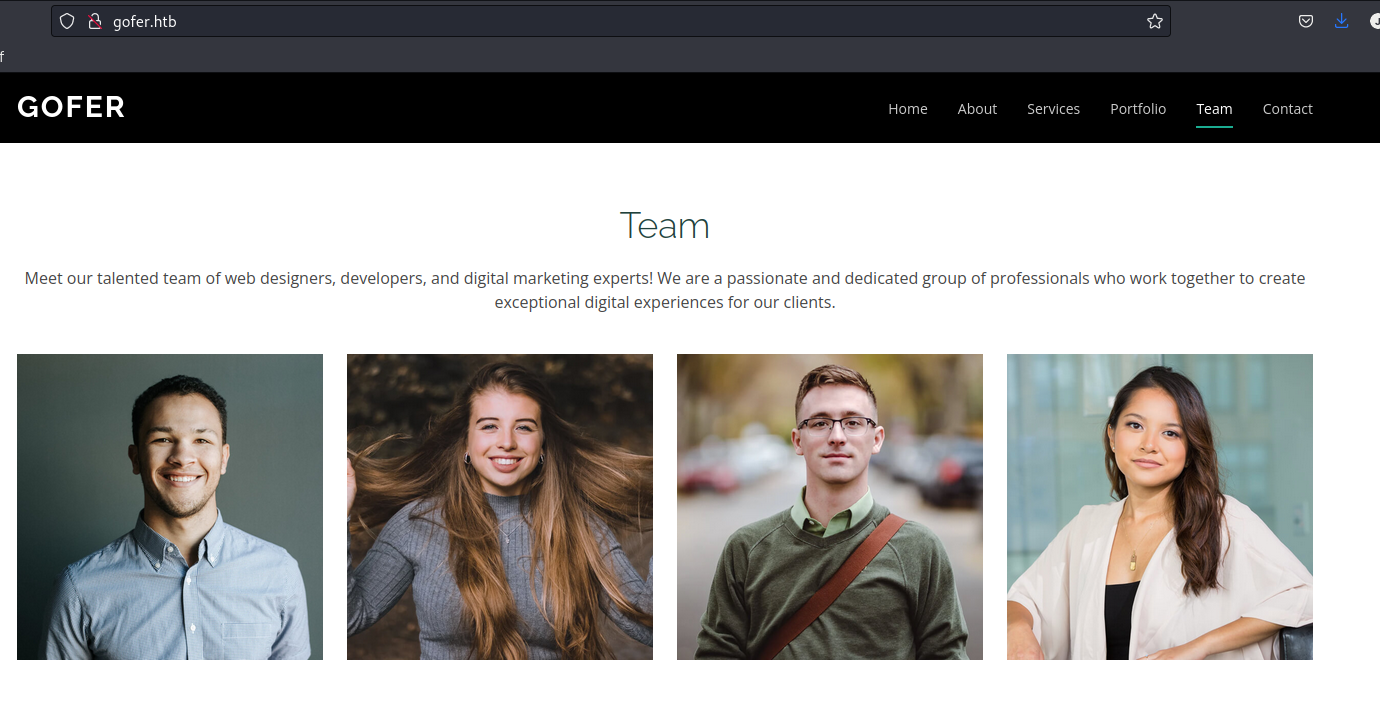 gofer.htb
f
GOFER
Home About Services Portfolio Team Contact
Team
Meet our talented team of web designers, developers, and digital marketing experts! We are a passionate and dedicated group of professionals who work together to create
exceptional digital experiences for our clients.